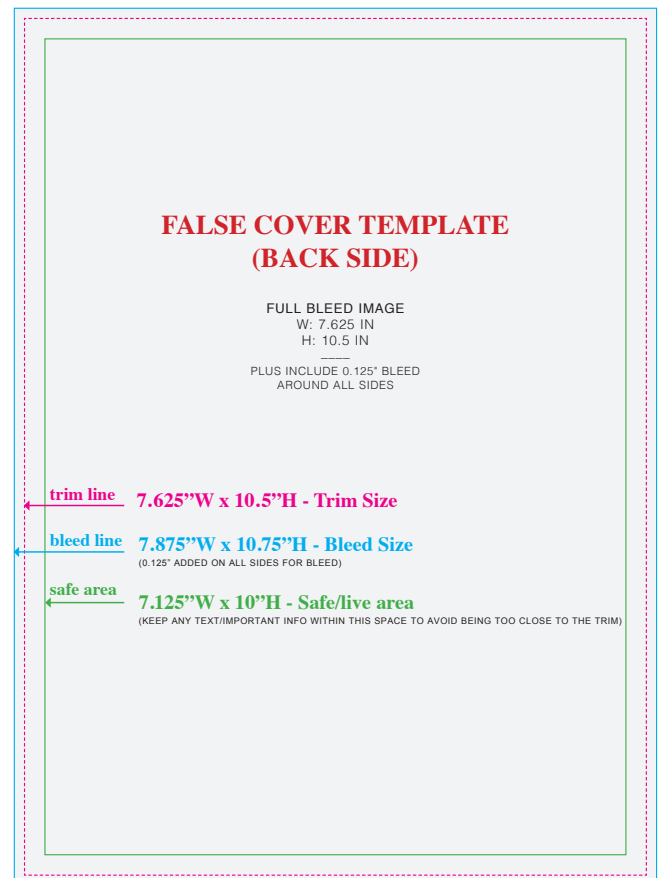 FALSE COVER TEMPLATE
(BACK SIDE)
FULL BLEED IMAGE
W: 7.625 IN
H: 10.5 IN
____
PLUS INCLUDE 0.125" BLEED
AROUND ALL SIDES
trim line
7.625”W x 10.5”H - Trim Size
bleed line
7.875”W x 10.75”H - Bleed Size
(0.125" ADDED ON ALL SIDES FOR BLEED)
safe area
7.125”W x 10”H - Safe/live area
(KEEP ANY TEXT/IMPORTANT INFO WITHIN THIS SPACE TO AVOID BEING TOO CLOSE TO THE TRIM)